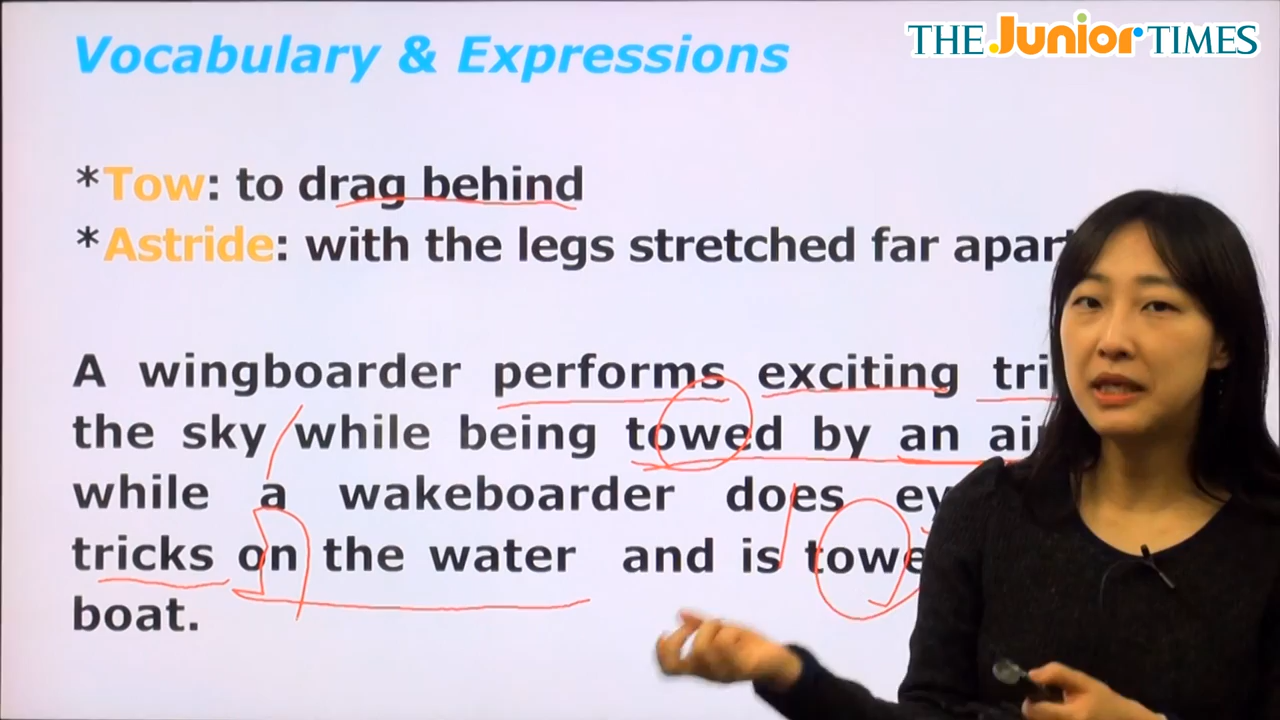 THE Junior TIMES
Vocabulary & Expressions
*Tow: to drag behind
*Astride: with the legs stretched far apart
A wingboarder performs exciting
the sky while being towed by an
while a wakeboarder does
tricks on the water and is
boat.